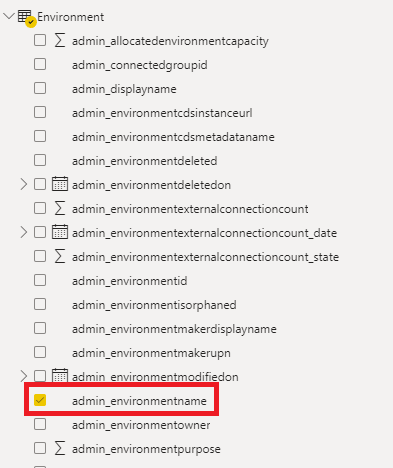 Environment
admin_allocatedenvironmentcapacity
admin_connectedgroupid
admin_displayname
admin_environmentcdsinstanceurl
admin_environmentcdsmetadataname
admin_environmentdeleted
admin_environmentdeletedon
admin_environmentexternalconnectioncount
admin_environmentexternalconnectioncount_date
admin_environmentexternalconnectioncount_state
admin_environmentid
admin_environmentisorphaned
admin_environmentmakerdisplayname
admin_environmentmakerupn
admin_environmentmodifiedon
admin_environmentname
admin_environmentowner
admin_environmentpurpose